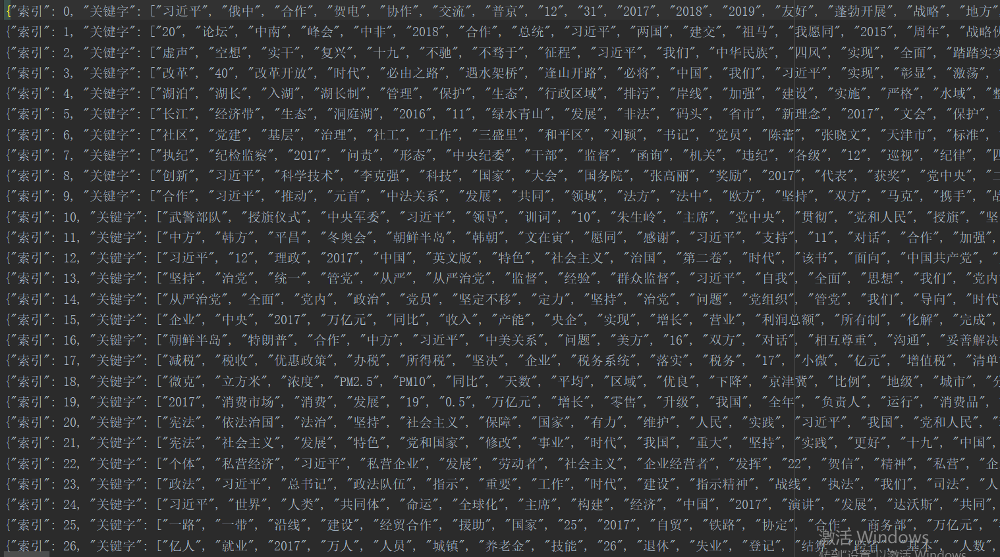 {"索引": 0, "关键字": ["习近平", "俄中", "合作", "贺电", "协作", "交流", "普京", "12", "31", "2017", "2018", "2019", "友好", "蓬勃开展", "战略", "地方",
{"索引": 1, "关键字": ["20", "论坛", "中南", "峰会", "中非", "2018", "合作", "总统", "习近平", "两国", "建交", "祖马", "我愿同", "2015", "周年", "战略伙
{"索引": 2, "关键字": ["虚声", "空想", "实干", "复兴", "十九", "不驰", "不骛于", "征程", "习近平", "我们", "中华民族", "四风", "实现", "全面", "踏踏实实
{"索引": 3, "关键字": ["改革", "40", "改革开放", "时代", "必由之路", "遇水架桥", "逢山开路", "必将", "中国", "我们", "习近平", "实现", "彰显", "激荡",
{"索引": 4, "关键字": ["湖泊", "湖长", "入湖", "湖长制", "管理", "保护", "生态", "行政区域", "排污", "岸线", "加强", "建设", "实施", "严格", "水域", "整
{"索引": 5, "关键字": ["长江", "经济带", "生态", "洞庭湖", "2016", "11", "绿水青山", "发展", "非法", "码头", "省市", "新理念", "2017", "文会", "保护",
{"索引": 6, "关键字": ["社区", "党建", "基层", "治理", "社工", "工作", "三盛里", "和平区", "刘颖", "书记", "党员", "陈蕾", "张晓文", "天津市", "标准",
{"索引": 7, "关键字": ["执纪", "纪检监察", "2017", "问责", "形态", "中央纪委", "干部", "监督", "函询", "机关", "违纪", "各级", "12", "巡视", "纪律", "四
{"索引": 8, "关键字": ["创新", "习近平", "科学技术", "李克强", "科技", "国家", "大会", "国务院", "张高丽", "奖励", "2017", "代表", "获奖", "党中央", "二
{"索引": 9, "关键字": ["合作", "习近平", "推动", "元首", "中法关系", "发展", "共同", "领域", "法方", "法中", "欧方", "坚持", "双方", "马克", "携手", "战
{"索引": 10, "关键字": ["武警部队", "授旗仪式", "中央军委", "习近平", "领导", "训词", "10", "朱生岭", "主席", "党中央", "贯彻", "党和人民", "授旗", "坚
{"索引": 11, "关键字": ["中方", "韩方", "平昌", "冬奥会", "朝鲜半岛", "韩朝", "文在寅", "愿同", "感谢", "习近平", "支持", "11", "对话", "合作", "加强",
{"索引": 12, "关键字": ["习近平", "12", "理政", "2017", "中国", "英文版", "特色", "社会主义", "治国", "第二卷", "时代", "该书", "面向", "中国共产党", "
{"索引": 13, "关键字": ["坚持", "治党", "统一", "管党", "从严", "从严治党", "监督", "经验", "群众监督", "习近平", "自我", "全面", "思想", "我们", "党内
{"索引": 14, "关键字": ["从严治党", "全面", "党内", "政治", "党员", "坚定不移", "定力", "坚持", "治党", "问题", "党组织", "管党", "我们", "导向", "时代
{"索引": 15, "关键字": ["企业", "中央", "2017", "万亿元", "同比", "收入", "产能", "央企", "实现", "增长", "营业", "利润总额", "所有制", "化解", "完成",
{"索引": 16, "关键字": ["朝鲜半岛", "特朗普", "合作", "中方", "习近平", "中美关系", "问题", "美方", "16", "双方", "对话", "相互尊重", "沟通", "妥善解决
{"索引": 17, "关键字": ["减税", "税收", "优惠政策", "办税", "所得税", "坚决", "企业", "税务系统", "落实", "税务", "17", "小微", "亿元", "增值税", "清单
{"索引": 18, "关键字": ["微克", "立方米", "浓度", "PM2.5", "PM10", "同比", "天数", "平均", "区域", "优良", "下降", "京津冀", "比例", "地级", "城市", "分
{"索引": 19, "关键字": ["2017", "消费市场", "消费", "发展", "19", "0.5", "万亿元", "增长", "零售", "升级", "我国", "全年", "负责人", "运行", "消费品",
{"索引": 20, "关键字": ["宪法", "依法治国", "法治", "坚持", "社会主义", "保障", "国家", "有力", "维护", "人民", "实践", "习近平", "我国", "党和人民",
{"索引": 21, "关键字": ["宪法", "社会主义", "发展", "特色", "党和国家", "修改", "事业", "时代", "我国", "重大", "坚持", "实践", "更好", "十九", "中国",
{"索引": 22, "关键字": ["个体", "私营经济", "习近平", "私营企业", "发展", "劳动者", "社会主义", "企业经营者", "发挥", "22", "贺信", "精神", "私营", "企
{"索引": 23, "关键字": ["政法", "习近平", "总书记", "政法队伍", "指示", "重要", "工作", "时代", "建设", "指示精神", "战线", "执法", "我们", "司法", "人
{"索引": 24, "关键字": ["习近平", "世界", "人类", "共同体", "命运", "全球化", "主席", "构建", "经济", "中国", "2017", "演讲", "发展", "达沃斯", "共同",
{"索引": 25, "关键字": ["一路", "一带", "沿线", "建设", "经贸合作", "援助", "国家", "25", "2017", "自贸", "铁路", "协定", "合作", "商务部", "万亿元",
{"索引": 26, "关键字": ["亿人", "就业", "2017", "万人", "人员", "城镇", "养老金", "技能", "26", "退休", "失业", "登记", "结算", "跨省", "基本", "人数",
激活 Windows
转到"设置"以激活 Windows